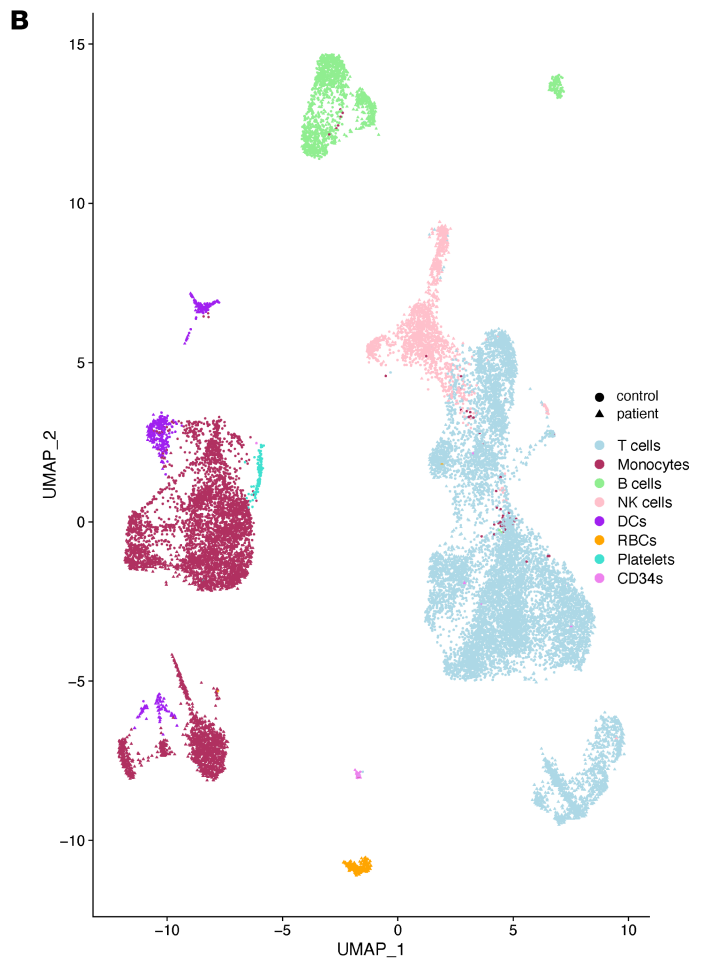 B
15
10
5
0
−5
−10
UMAP_2
control
patient
T cells
Monocytes
B cells
NK cells
DCs
RBCs
Platelets
CD34s
−10 −5 0 5 10
UMAP_1